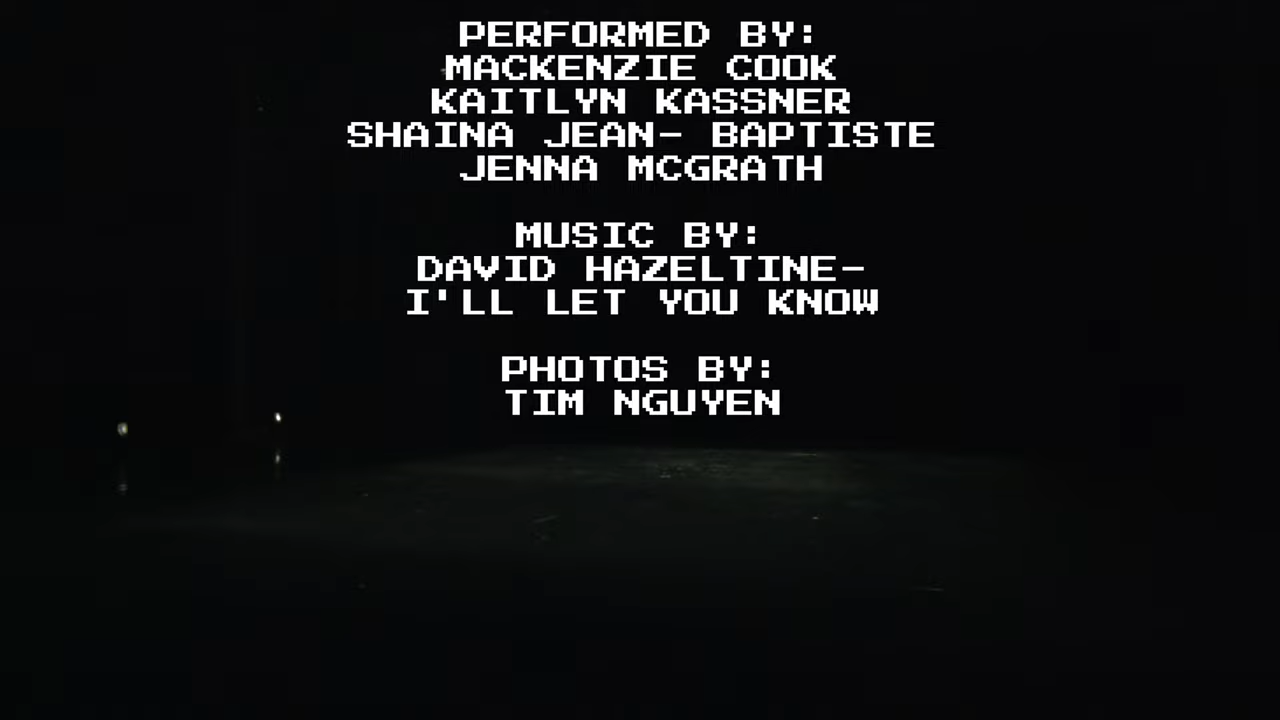 PERFORMED BY:
MACKENZIE COOK
KAITLYN KASSNER
SHAINA JEAN- BAPTISTE
JENNA MCGRATH
MUSIC BY:
DAVID HAZELTINE-
I'LL LET YOU KNOW
PHOTOS BY:
TIM NGUYEN